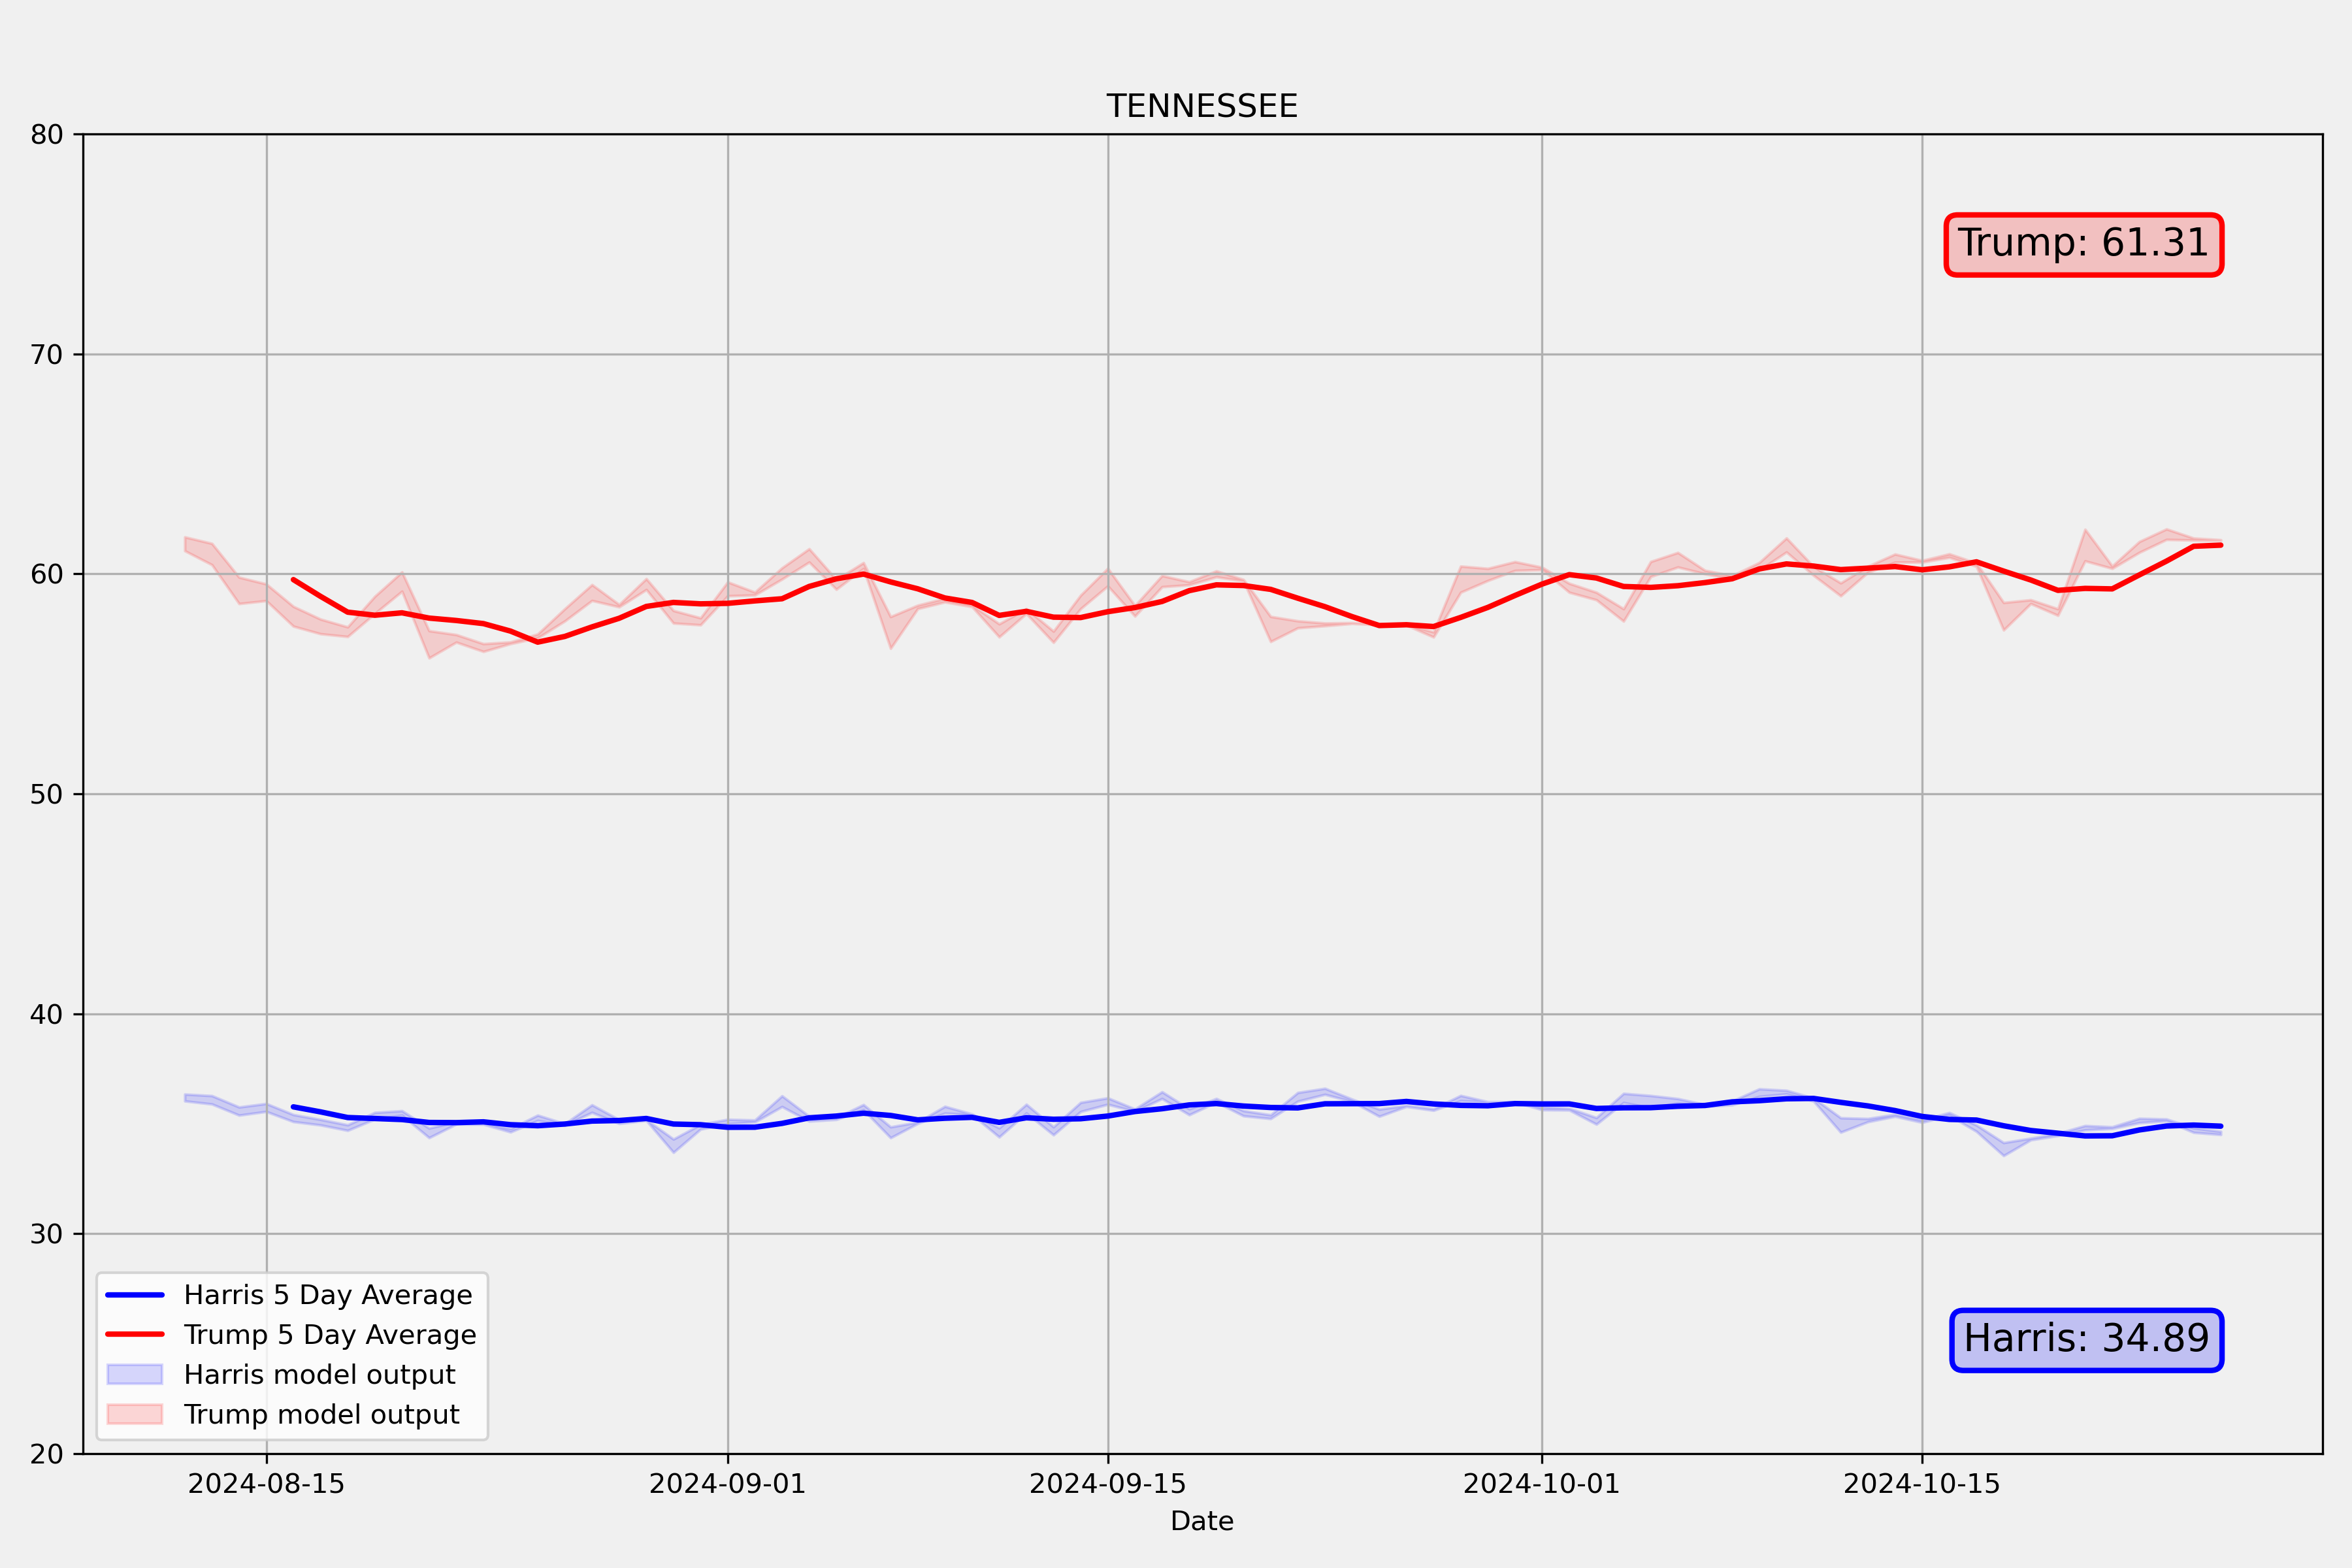 TENNESSEE
80
70
60
50
40
30
20
Trump: 61.31
Harris: 34.89
Harris 5 Day Average
Trump 5 Day Average
Harris model output
Trump model output
2024-08-15
2024-09-01
2024-09-15
2024-10-01
2024-10-15
Date